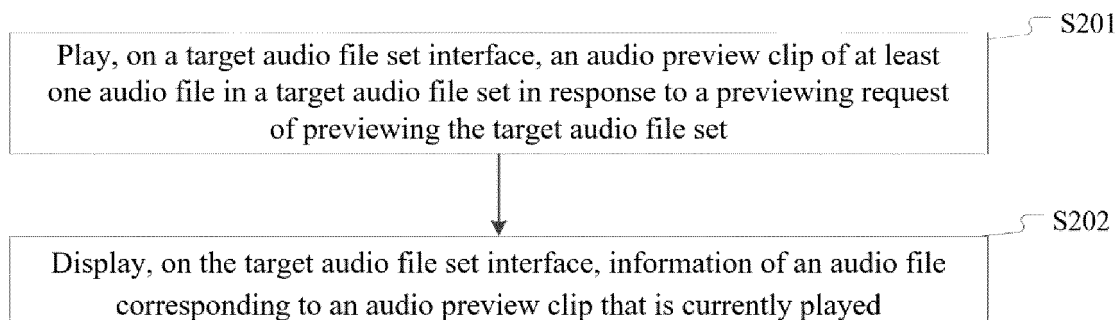 S201
Play, on a target audio file set interface, an audio preview clip of at least
one audio file in a target audio file set in response to a previewing request
of previewing the target audio file set
S202
Display, on the target audio file set interface, information of an audio file
corresponding to an audio preview clip that is currently played